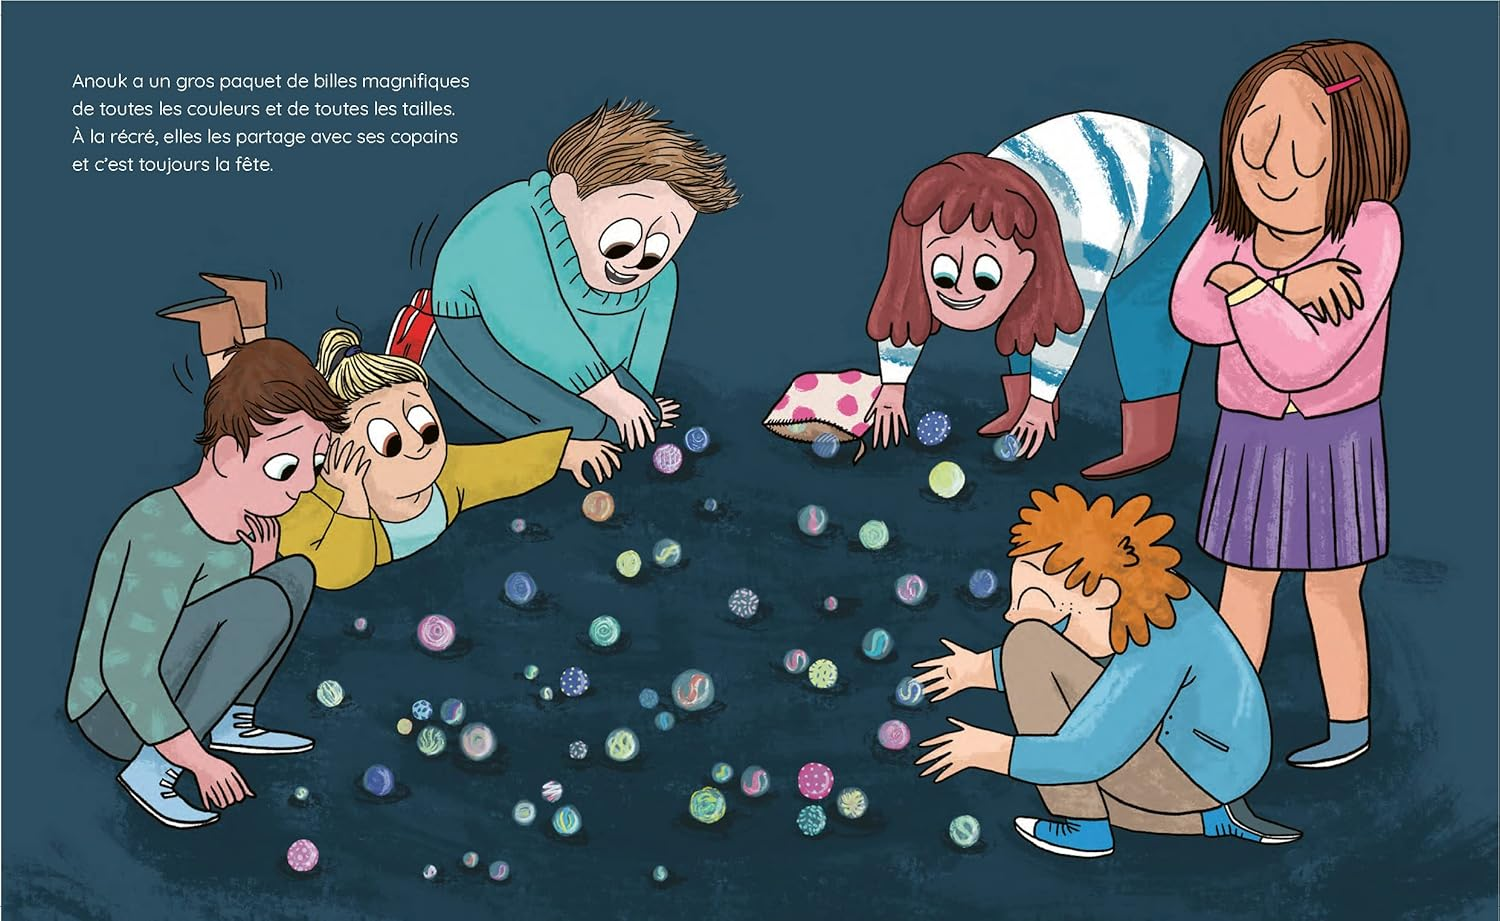 Anouk a un gros paquet de billes magnifiques
de toutes les couleurs et de toutes les tailles.
À la récré, elles les partage avec ses copains
et c’est toujours la fête.